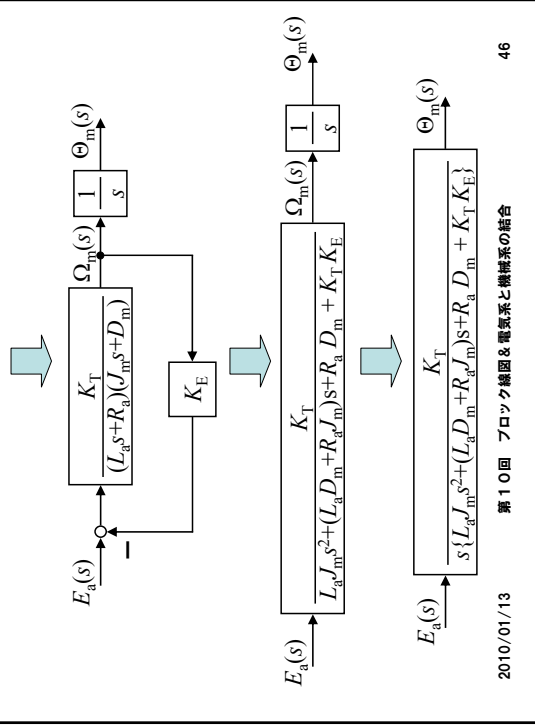 E_a(s) K_T / (L_a s+R_a)(J_m s+D_m) Ω_m(s) 1/s Θ_m(s)
−
K_E
E_a(s) K_T / L_a J_m s²+(L_a D_m+R_a J_m)s+R_a D_m + K_T K_E Ω_m(s) 1/s Θ_m(s)
E_a(s) K_T / s{L_a J_m s²+(L_a D_m+R_a J_m)s+R_a D_m + K_T K_E} Θ_m(s)
2010/01/13 第10回 ブロック線図&電気系と機械系の結合 46